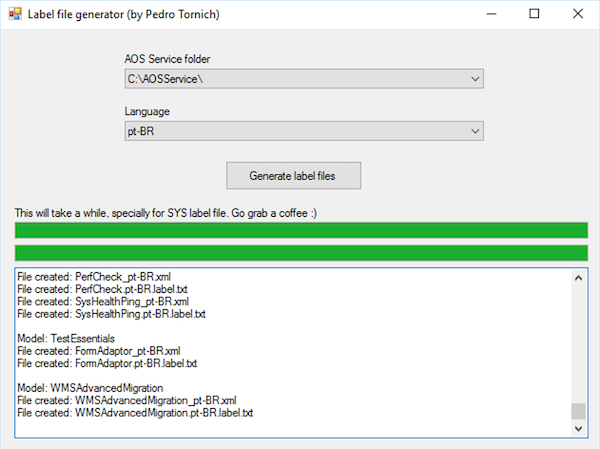 Label file generator (by Pedro Tornich)
AOS Service folder
C:\AOSService\
Language
pt-BR
Generate label files
This will take a while, specially for SYS label file. Go grab a coffee :)
File created: PerfCheck_pt-BR.xml
File created: PerfCheck.pt-BR.label.txt
File created: SysHealthPing_pt-BR.xml
File created: SysHealthPing.pt-BR.label.txt
Model: TestEssentials
File created: FormAdaptor_pt-BR.xml
File created: FormAdaptor.pt-BR.label.txt
Model: WMSAdvancedMigration
File created: WMSAdvancedMigration_pt-BR.xml
File created: WMSAdvancedMigration.pt-BR.label.txt